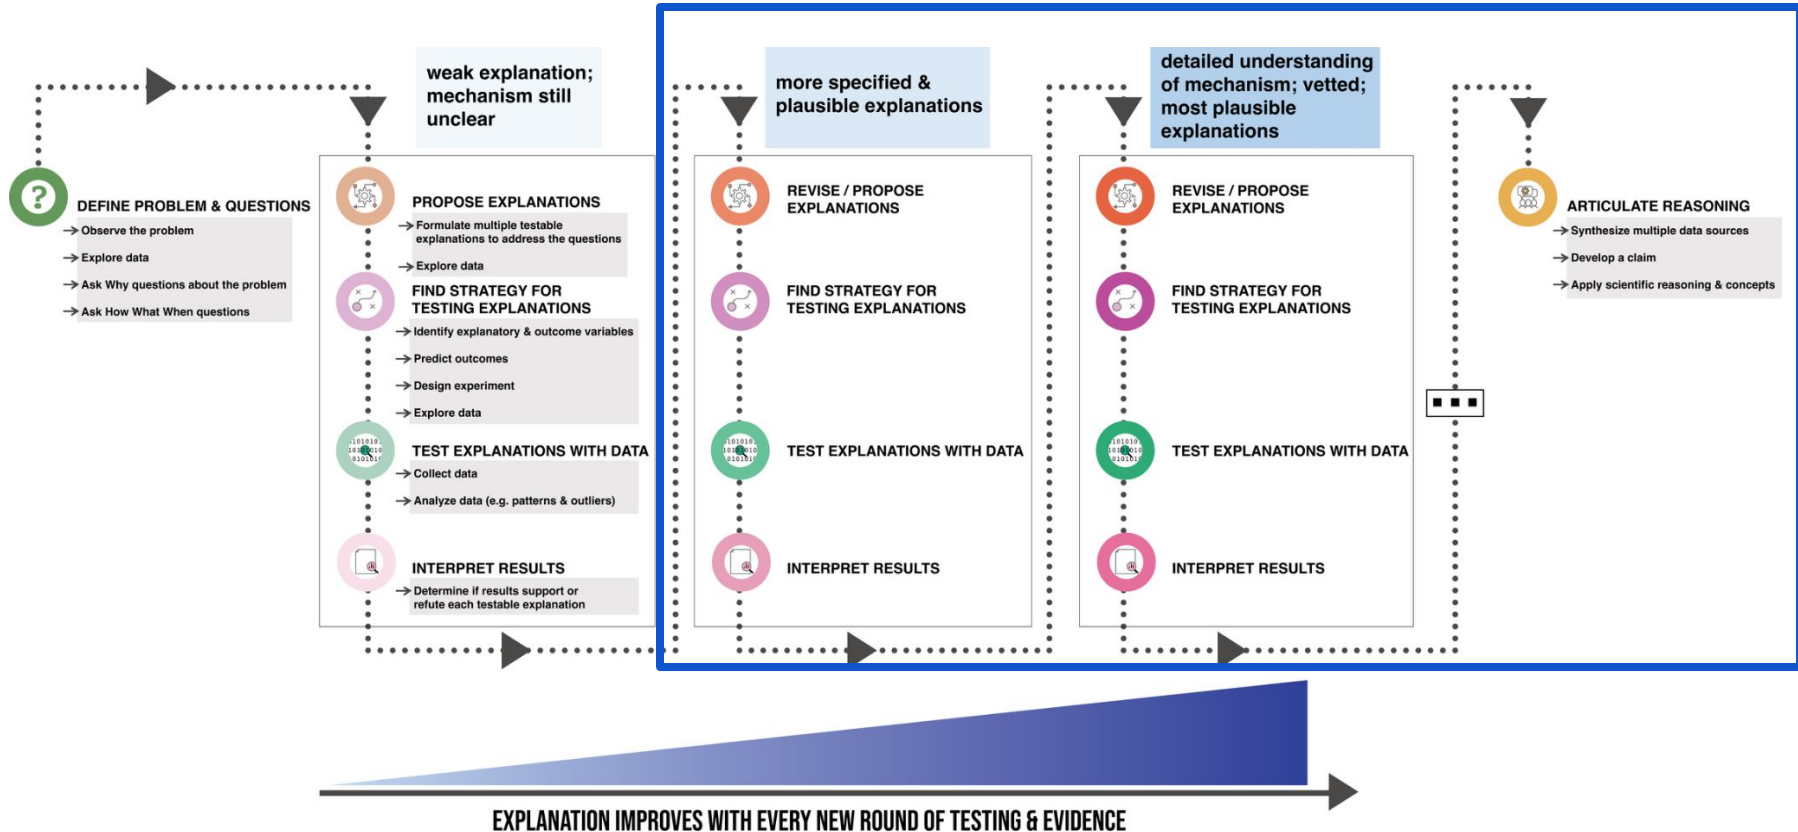 DEFINE PROBLEM & QUESTIONS
Observe the problem
Explore data
Ask Why questions about the problem
Ask How What When questions
weak explanation;
mechanism still
unclear
PROPOSE EXPLANATIONS
Formulate multiple testable
explanations to address the questions
Explore data
FIND STRATEGY FOR
TESTING EXPLANATIONS
Identify explanatory & outcome variables
Predict outcomes
Design experiment
Explore data
TEST EXPLANATIONS WITH DATA
Collect data
Analyze data (e.g. patterns & outliers)
INTERPRET RESULTS
Determine if results support or
refute each testable explanation
more specified &
plausible explanations
REVISE / PROPOSE
EXPLANATIONS
FIND STRATEGY FOR
TESTING EXPLANATIONS
TEST EXPLANATIONS WITH DATA
INTERPRET RESULTS
detailed understanding
of mechanism; vetted;
most plausible
explanations
REVISE / PROPOSE
EXPLANATIONS
FIND STRATEGY FOR
TESTING EXPLANATIONS
TEST EXPLANATIONS WITH DATA
INTERPRET RESULTS
ARTICULATE REASONING
Synthesize multiple data sources
Develop a claim
Apply scientific reasoning & concepts
EXPLANATION IMPROVES WITH EVERY NEW ROUND OF TESTING & EVIDENCE